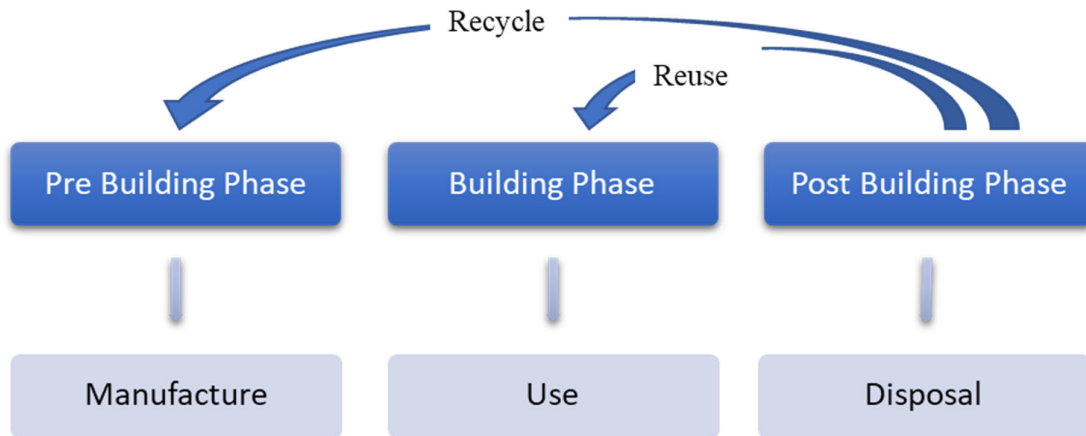 Recycle
Reuse
Pre Building Phase
Building Phase
Post Building Phase
Manufacture
Use
Disposal